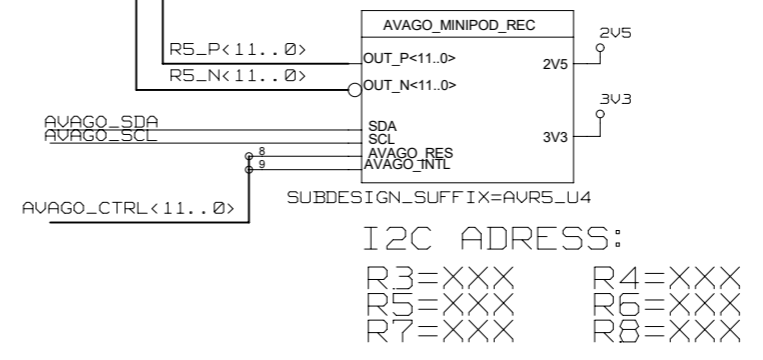 AVAGO_MINIPOD_REC
2V5
R5_P<11..0>
OUT_P<11..0>
2V5
R5_N<11..0>
OUT_N<11..0>
3V3
AVAGO_SDA
SDA
AVAGO_SCL
SCL
3V3
8
AVAGO_RES
9
AVAGO_INTL
SUBDESIGN_SUFFIX=AVR5_U4
AVAGO_CTRL<11..0>
I2C ADRESS:
R3=XXX R4=XXX
R5=XXX R6=XXX
R7=XXX R8=XXX